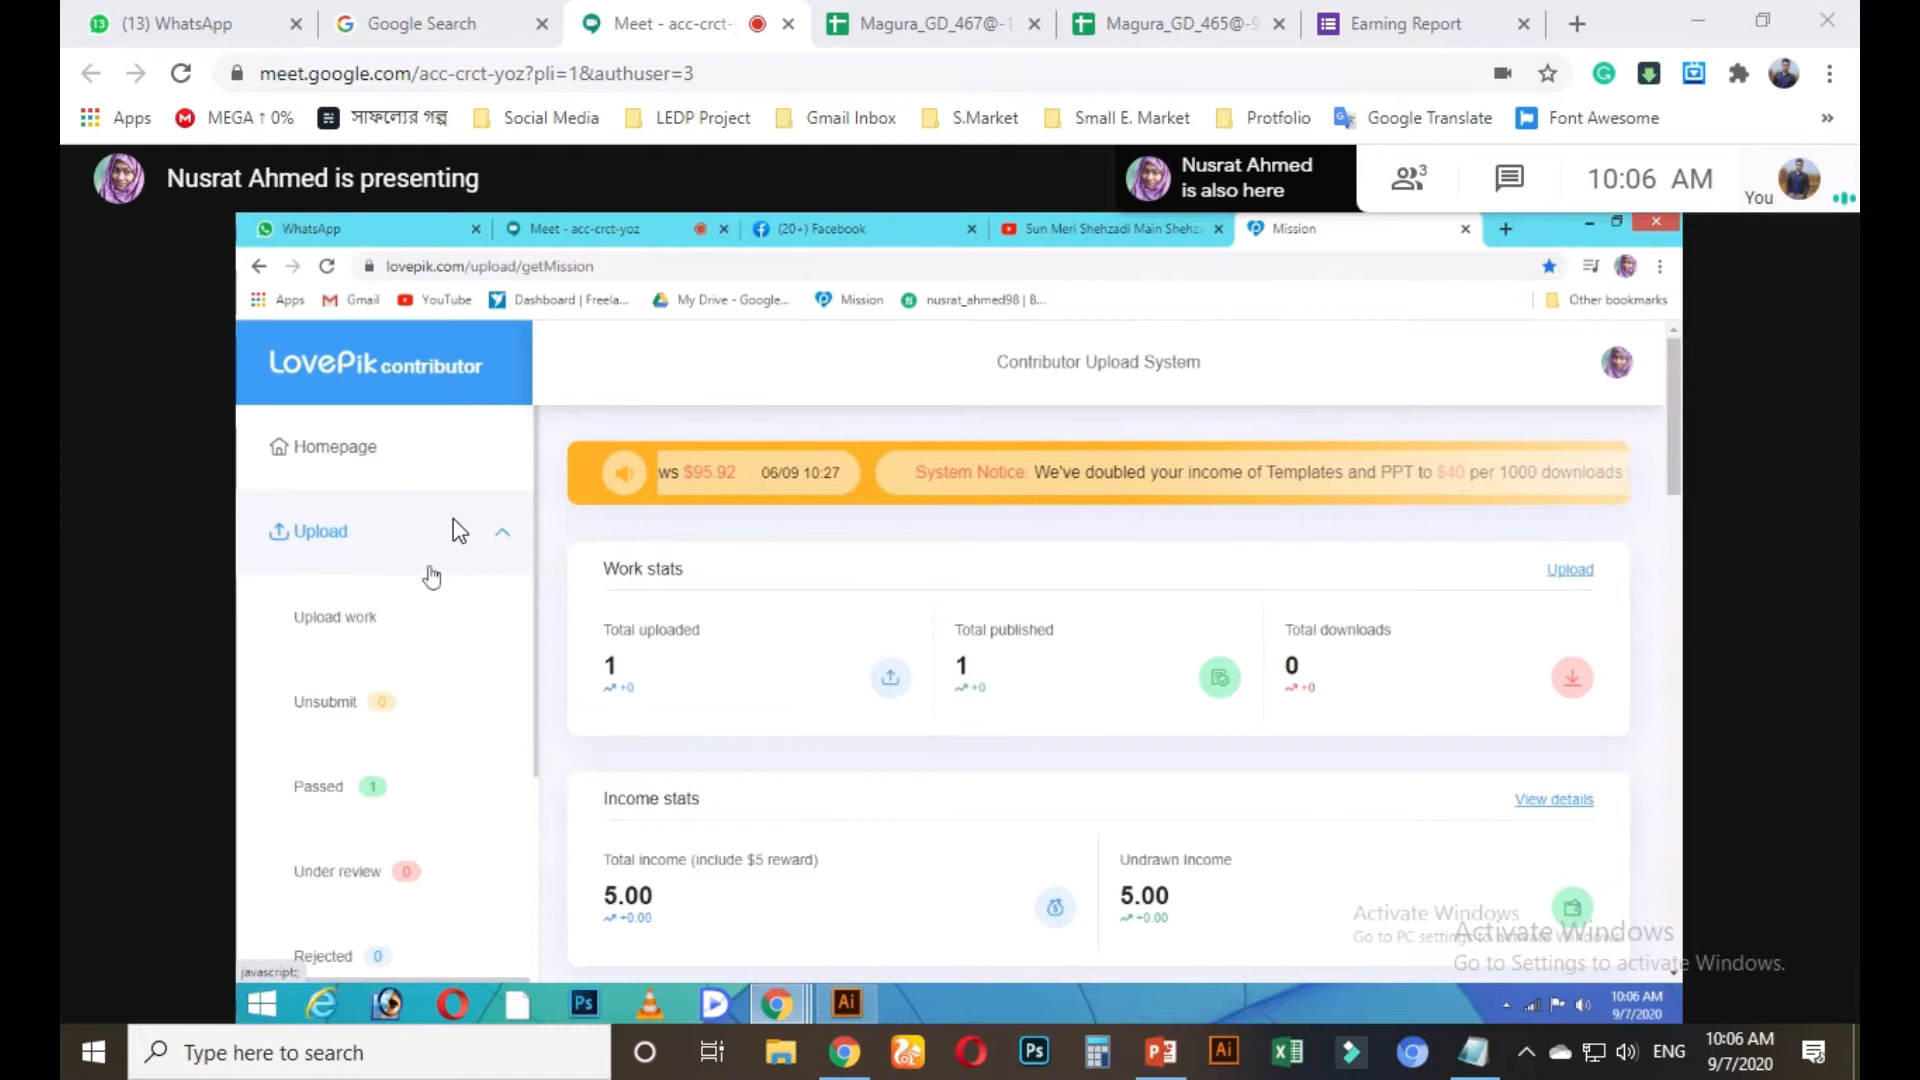 (13) WhatsApp
Google Search
Meet - acc-crct-
Magura_GD_467@-1
Magura_GD_465@-9
Earning Report
meet.google.com/acc-crct-yoz?pli=1&authuser=3
Apps
MEGA ↑ 0%
সাফল্যের গল্প
Social Media
LEDP Project
Gmail Inbox
S.Market
Small E. Market
Protfolio
Google Translate
Font Awesome
Nusrat Ahmed is presenting
Nusrat Ahmed
is also here
3
10:06 AM
You
WhatsApp
Meet - acc-crct-yoz
(20+) Facebook
Sun Meri Shehzadi Main Shehz
Mission
lovepik.com/upload/getMission
Apps
Gmail
YouTube
Dashboard | Freela...
My Drive - Google...
Mission
nusrat_ahmed98 | B...
Other bookmarks
LovePik contributor
Contributor Upload System
Homepage
ws $95.92 06/09 10:27
System Notice: We've doubled your income of Templates and PPT to $40 per 1000 downloads
Upload
Work stats
Upload
Upload work
Total uploaded
1
+0
Total published
1
+0
Total downloads
0
+0
Unsubmit 0
Passed 1
Income stats
View details
Under review 0
Total income (include $5 reward)
5.00
+0.00
Undrawn Income
5.00
+0.00
Rejected 0
Activate Windows
Go to PC settings to activate Windows.
Activate Windows
Go to Settings to activate Windows.
javascript:;
Ps
Ai
10:06 AM
9/7/2020
Type here to search
Ps
Ai
ENG
10:06 AM
9/7/2020